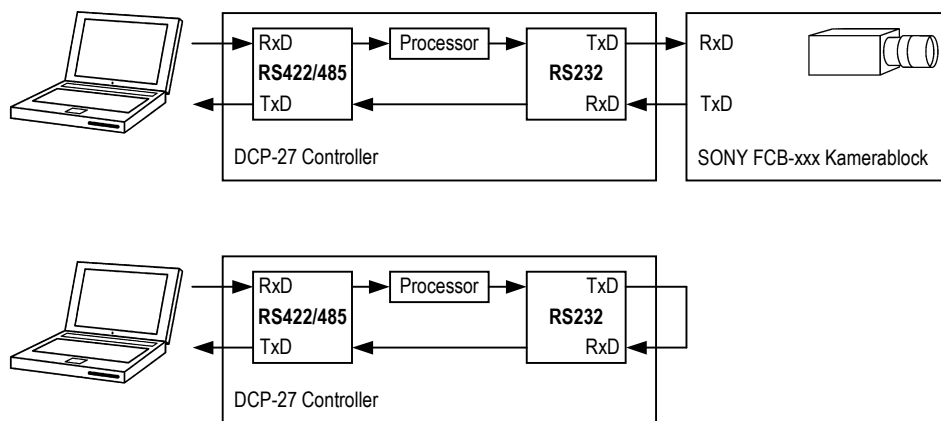 RxD
Processor
TxD
RxD
RS422/485
RS232
TxD
RxD
TxD
DCP-27 Controller
SONY FCB-xxx Kamerablock
RxD
Processor
TxD
RS422/485
RS232
TxD
RxD
DCP-27 Controller